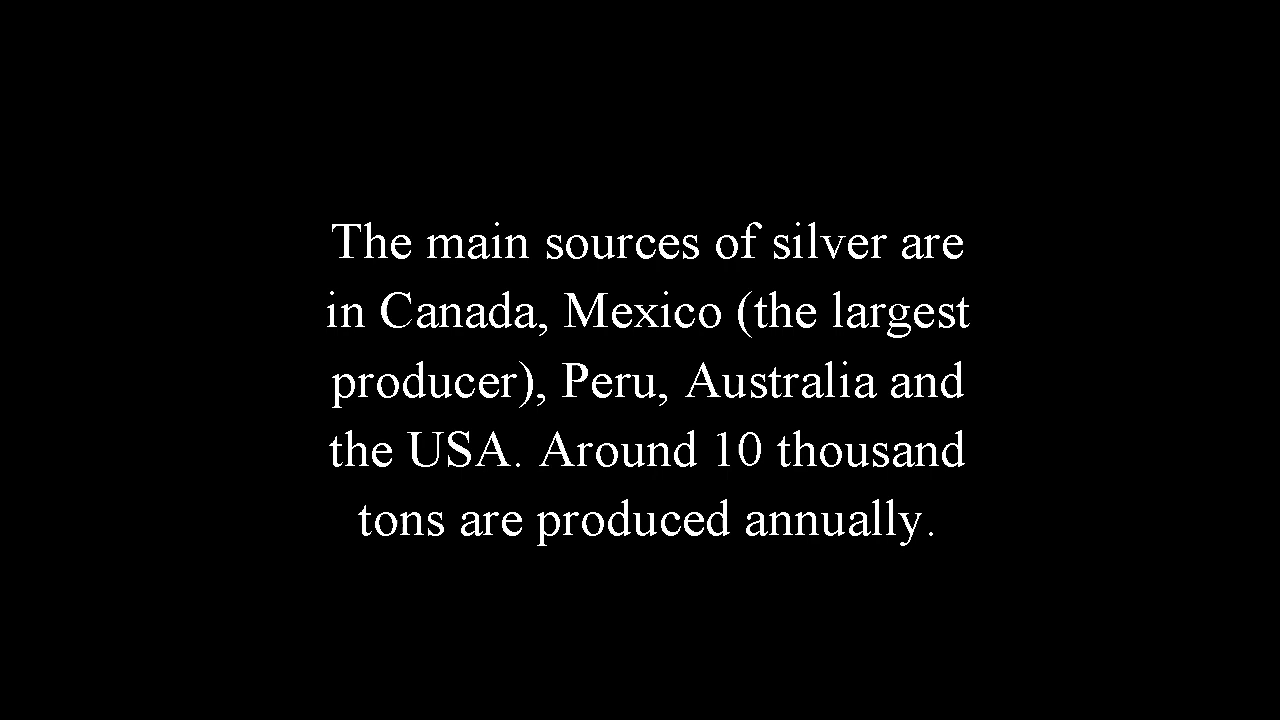 The main sources of silver are
in Canada, Mexico (the largest
producer), Peru, Australia and
the USA. Around 10 thousand
tons are produced annually.